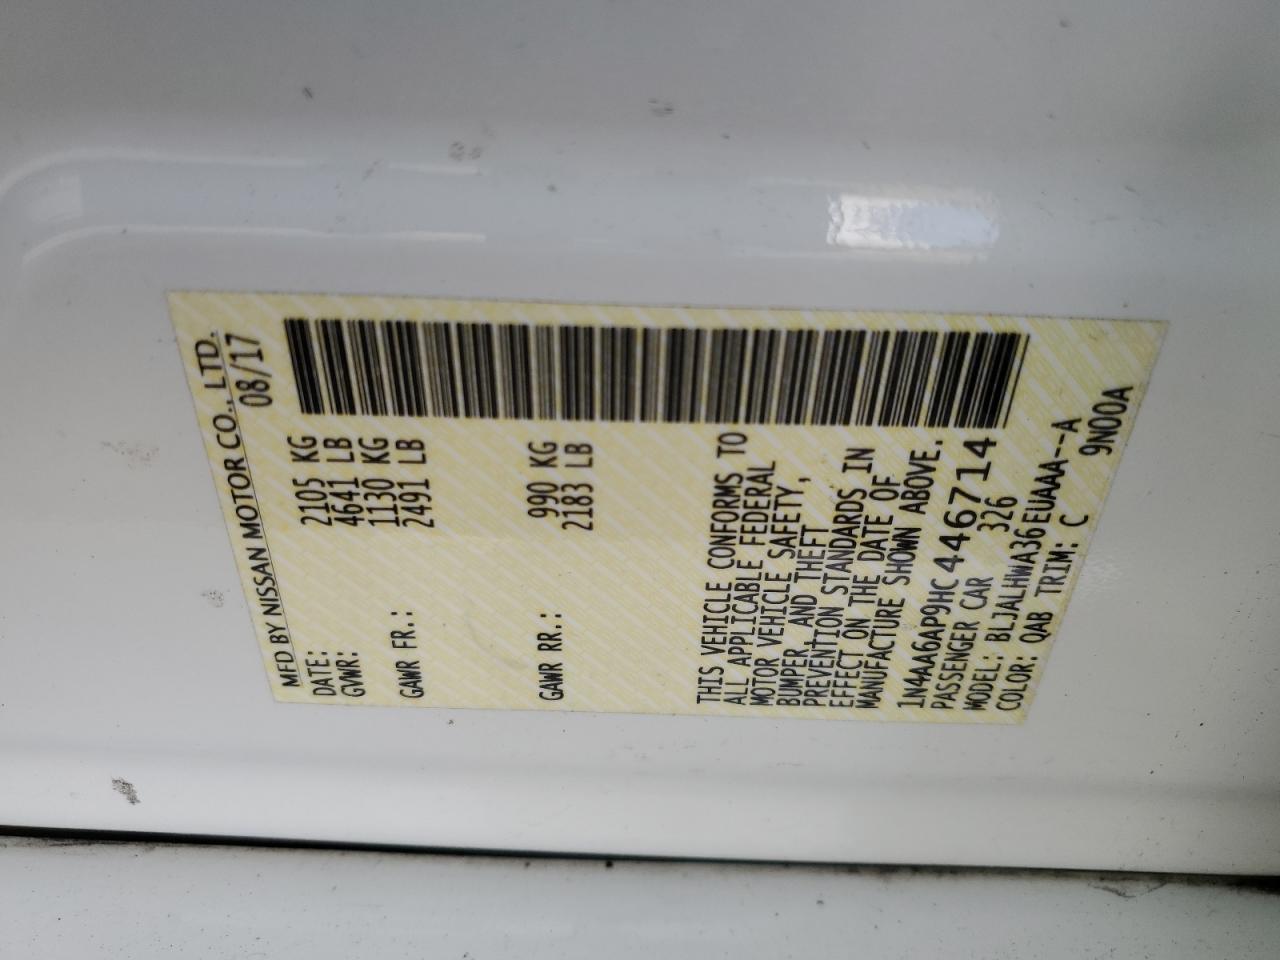 MFD BY NISSAN MOTOR CO., LTD.
DATE: 08/17
GVWR: 2105 KG
4641 LB
GAWR FR.: 1130 KG
2491 LB
GAWR RR.: 990 KG
2183 LB
THIS VEHICLE CONFORMS TO
ALL APPLICABLE FEDERAL
MOTOR VEHICLE SAFETY,
BUMPER, AND THEFT
PREVENTION STANDARDS IN
EFFECT ON THE DATE OF
MANUFACTURE SHOWN ABOVE.
1N4AA6AP9HC446714
PASSENGER CAR 326
MODEL: BLJALHWA36EUAAA--A
COLOR: QAB TRIM: C 9N00A